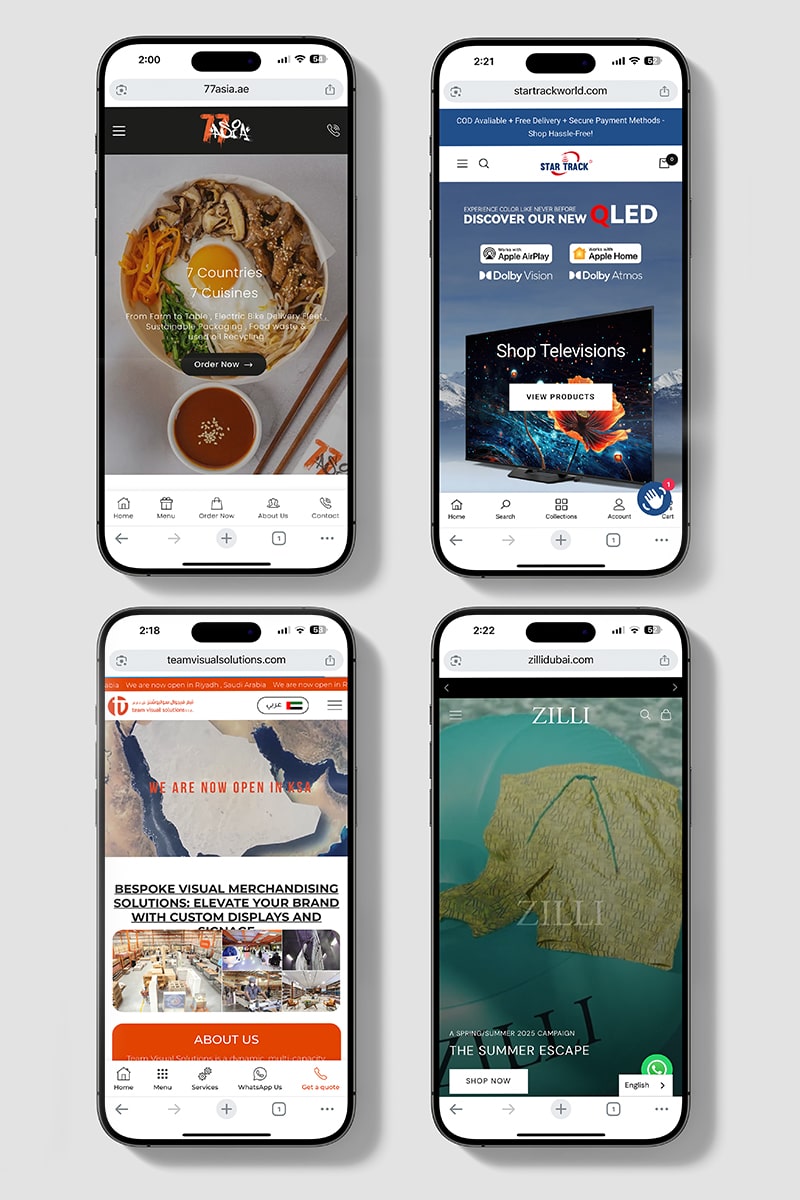 2:00
54
77asia.ae
77
ASIA
7 Countries
7 Cuisines
From Farm to Table , Electric Bike Delivery Fleet ,
Sustainable Packaging , Food waste &
used oil Recycling
Order Now →
77
ASIA
Home
Menu
Order Now
About Us
Contact
1
2:21
startrackworld.com
COD Avaliable + Free Delivery + Secure Payment Methods -
Shop Hassle-Free!
STAR TRACK
0
EXPERIENCE COLOR LIKE NEVER BEFORE
DISCOVER OUR NEW QLED
Works with
Apple AirPlay
Works with
Apple Home
Dolby Vision
Dolby Atmos
Shop Televisions
VIEW PRODUCTS
1
Home
Search
Collections
Account
Cart
1
2:18
teamvisualsolutions.com
abia We are now open in Riyadh , Saudi Arabia We are now open in R
تيم فيجوال سوليوشنز
team visual solutions
عربي
WE ARE NOW OPEN IN KSA
BESPOKE VISUAL MERCHANDISING
SOLUTIONS: ELEVATE YOUR BRAND
WITH CUSTOM DISPLAYS AND
SIGNAGE
ABOUT US
Team Visual Solutions is a dynamic, multi-capacity
Home
Menu
Services
WhatsApp Us
Get a quote
1
2:22
zillidubai.com
ZILLI
ZILLI
ZILLI
A SPRING/SUMMER 2025 CAMPAIGN
THE SUMMER ESCAPE
SHOP NOW
English
1